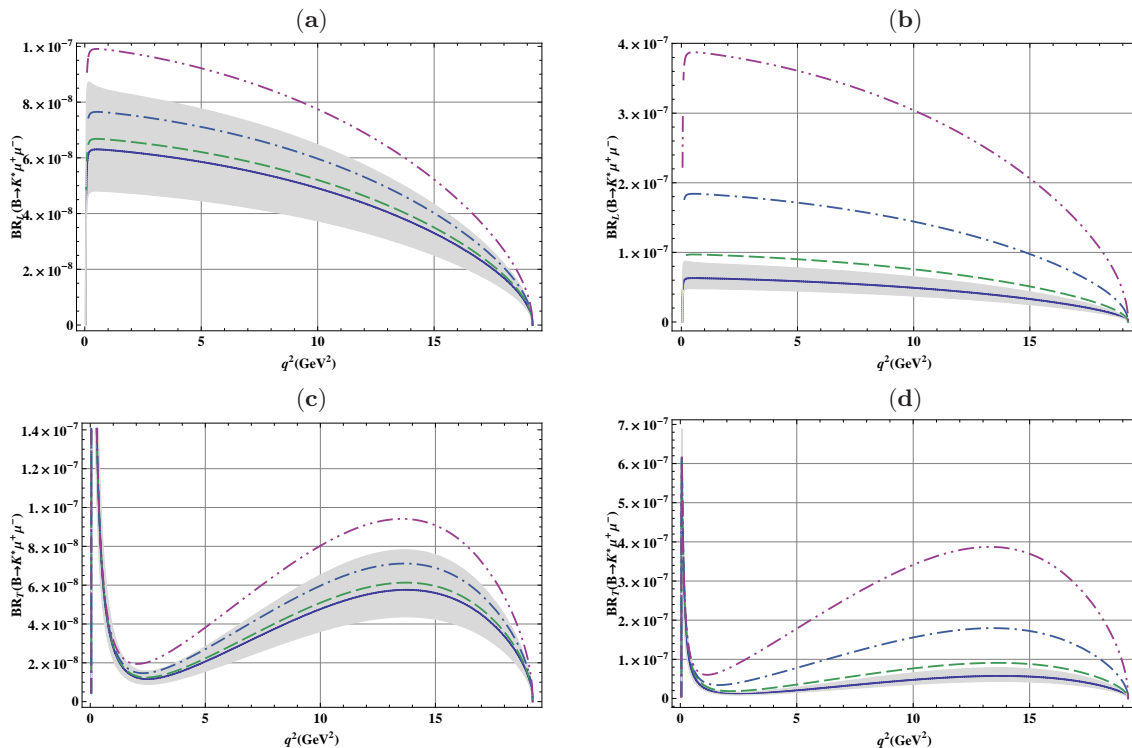 (a)
BR_L(B→K*μ⁺μ⁻)
1.×10⁻⁷
8.×10⁻⁸
6.×10⁻⁸
4.×10⁻⁸
2.×10⁻⁸
0
0 5 10 15
q²(GeV²)
(b)
BR_L(B→K*μ⁺μ⁻)
4.×10⁻⁷
3.×10⁻⁷
2.×10⁻⁷
1.×10⁻⁷
0
0 5 10 15
q²(GeV²)
(c)
BR_T(B→K*μ⁺μ⁻)
1.4×10⁻⁷
1.2×10⁻⁷
1.×10⁻⁷
8.×10⁻⁸
6.×10⁻⁸
4.×10⁻⁸
2.×10⁻⁸
0
0 5 10 15
q²(GeV²)
(d)
BR_T(B→K*μ⁺μ⁻)
7.×10⁻⁷
6.×10⁻⁷
5.×10⁻⁷
4.×10⁻⁷
3.×10⁻⁷
2.×10⁻⁷
1.×10⁻⁷
0
0 5 10 15
q²(GeV²)